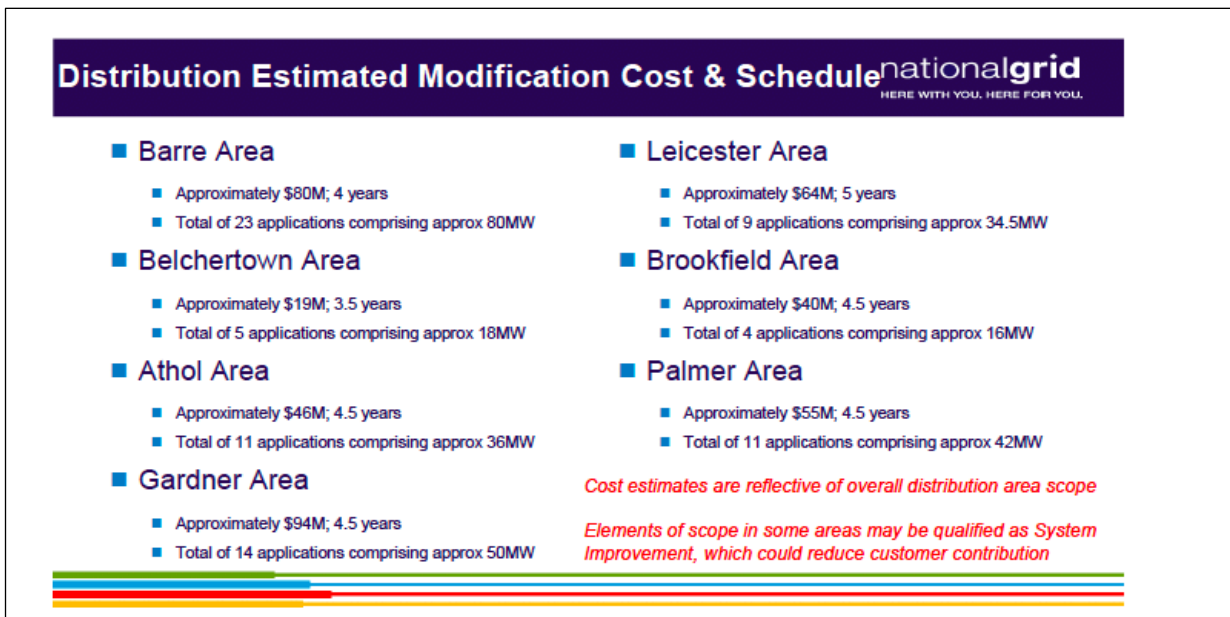 Distribution Estimated Modification Cost & Schedule
nationalgrid
HERE WITH YOU. HERE FOR YOU.
Barre Area
Approximately $80M; 4 years
Total of 23 applications comprising approx 80MW
Belchertown Area
Approximately $19M; 3.5 years
Total of 5 applications comprising approx 18MW
Athol Area
Approximately $46M; 4.5 years
Total of 11 applications comprising approx 36MW
Gardner Area
Approximately $94M; 4.5 years
Total of 14 applications comprising approx 50MW
Leicester Area
Approximately $64M; 5 years
Total of 9 applications comprising approx 34.5MW
Brookfield Area
Approximately $40M; 4.5 years
Total of 4 applications comprising approx 16MW
Palmer Area
Approximately $55M; 4.5 years
Total of 11 applications comprising approx 42MW
Cost estimates are reflective of overall distribution area scope
Elements of scope in some areas may be qualified as System
Improvement, which could reduce customer contribution